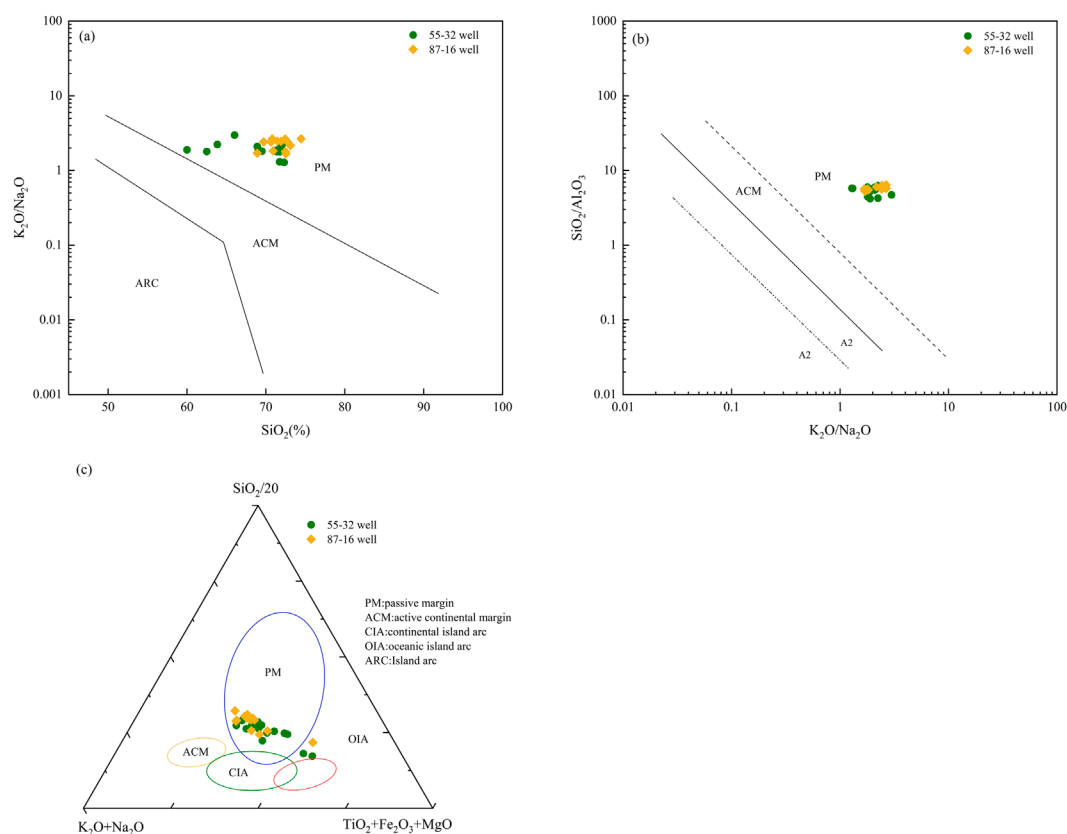 (a)
55-32 well
87-16 well
100
10
1
0.1
0.01
0.001
K₂O/Na₂O
PM
ACM
ARC
50
60
70
80
90
100
SiO₂(%)
(b)
55-32 well
87-16 well
1000
100
10
1
0.1
0.01
SiO₂/Al₂O₃
ACM
PM
A2
A2
0.01
0.1
1
10
100
K₂O/Na₂O
(c)
SiO₂/20
55-32 well
87-16 well
PM:passive margin
ACM:active continental margin
CIA:continental island arc
OIA:oceanic island arc
ARC:Island arc
PM
OIA
ACM
CIA
K₂O+Na₂O
TiO₂+Fe₂O₃+MgO